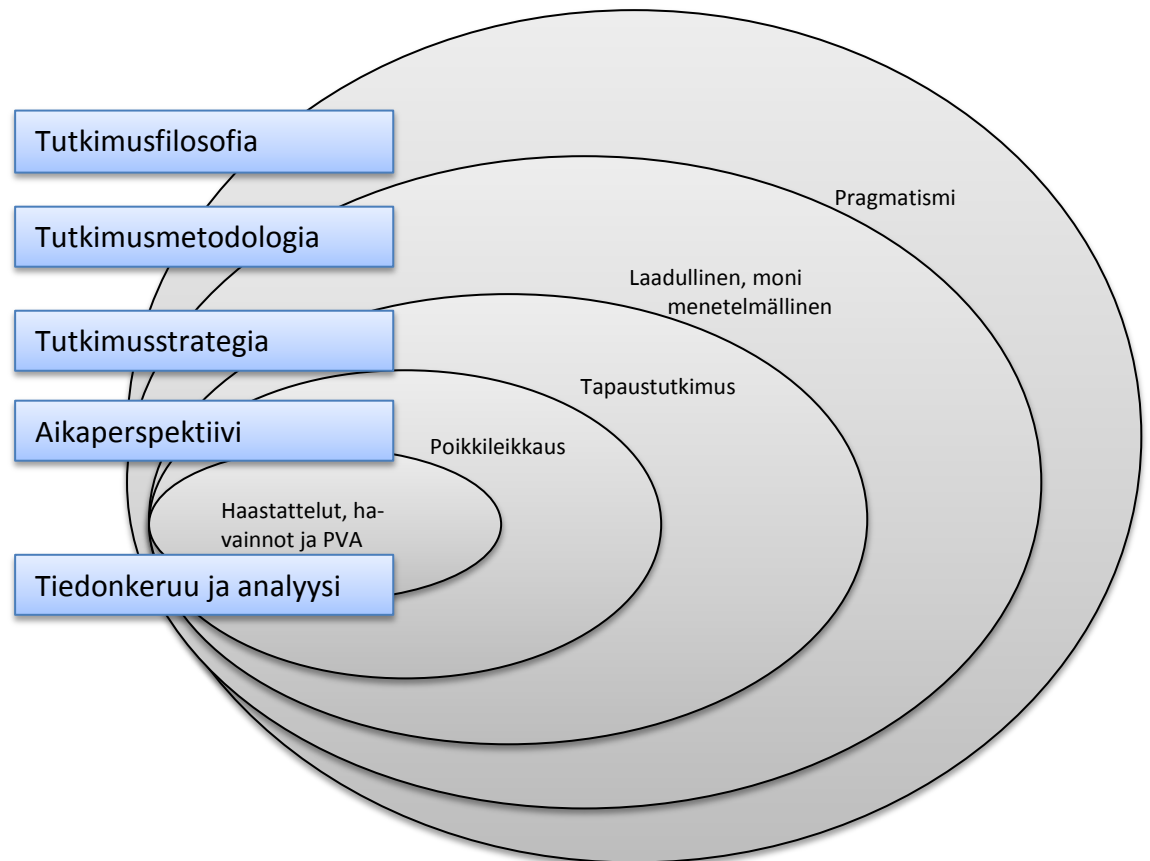 Tutkimusfilosofia
Pragmatismi
Tutkimusmetodologia
Laadullinen, moni
menetelmällinen
Tutkimusstrategia
Tapaustutkimus
Aikaperspektiivi
Poikkileikkaus
Haastattelut, ha-
vainnot ja PVA
Tiedonkeruu ja analyysi